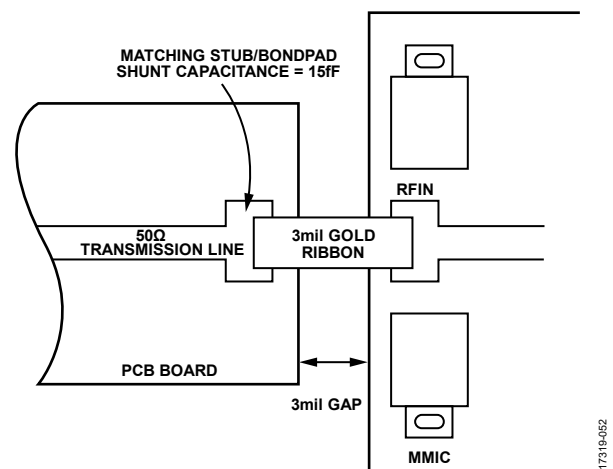 MATCHING STUB/BONDPAD
SHUNT CAPACITANCE = 15fF
RFIN
50Ω
TRANSMISSION LINE
3mil GOLD
RIBBON
PCB BOARD
3mil GAP
MMIC
17319-052